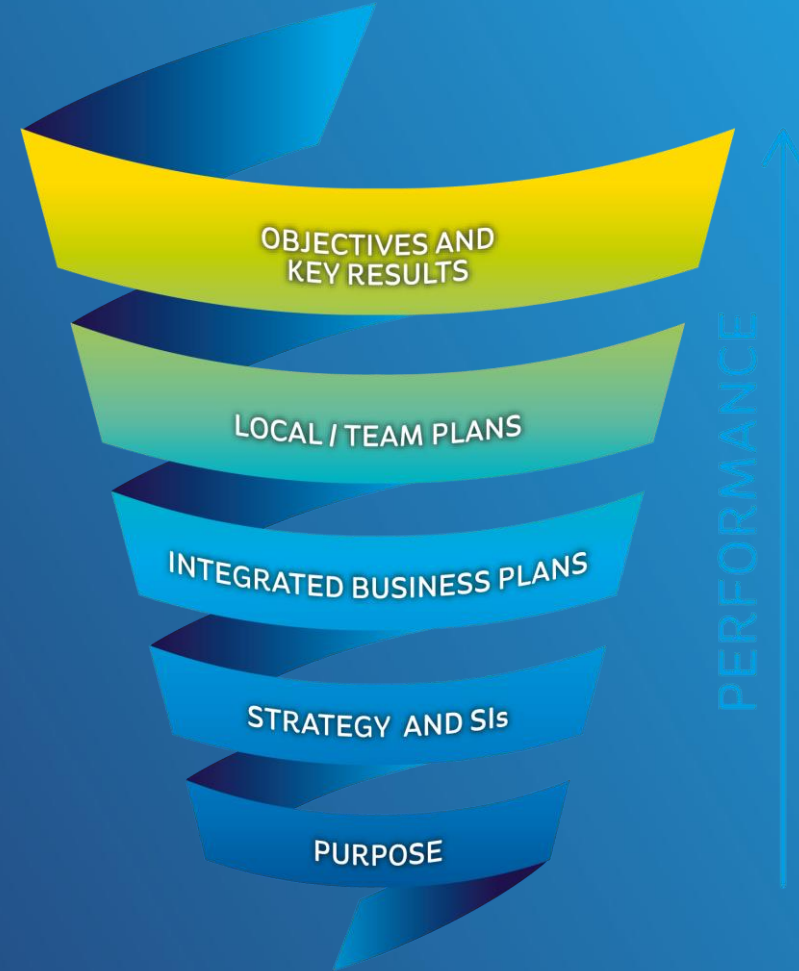 OBJECTIVES AND
KEY RESULTS
LOCAL / TEAM PLANS
INTEGRATED BUSINESS PLANS
STRATEGY AND SIs
PURPOSE
PERFORMANCE